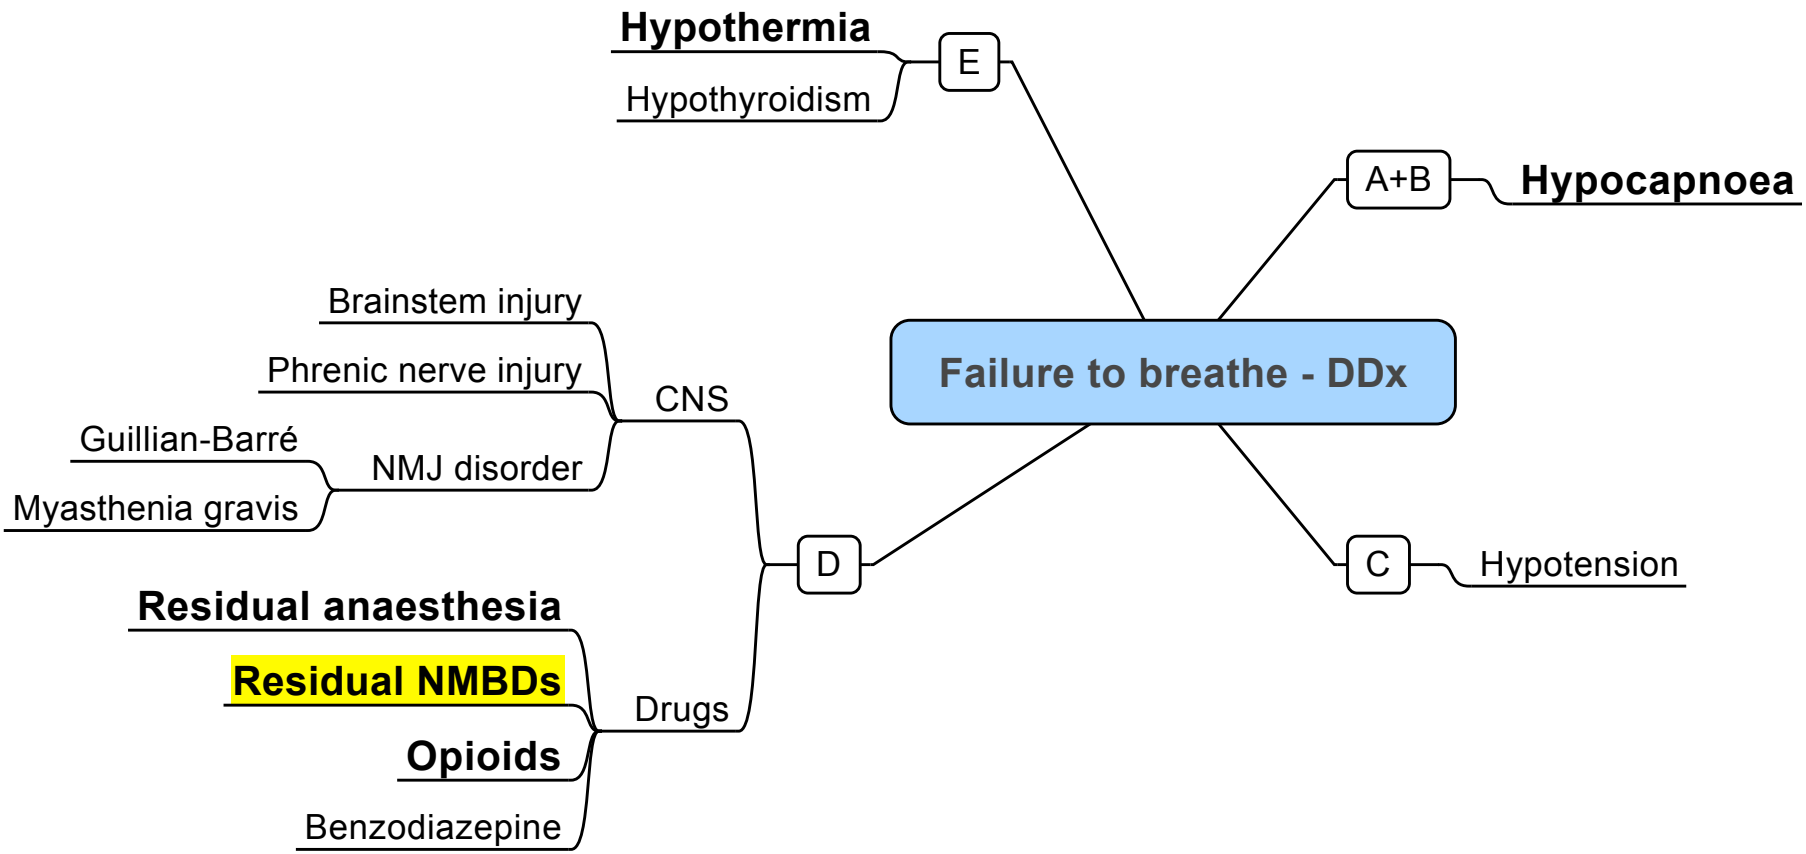 Failure to breathe - DDx
A+B
Hypocapnoea
C
Hypotension
D
CNS
Brainstem injury
Phrenic nerve injury
NMJ disorder
Guillian-Barré
Myasthenia gravis
Drugs
Residual anaesthesia
Residual NMBDs
Opioids
Benzodiazepine
E
Hypothermia
Hypothyroidism